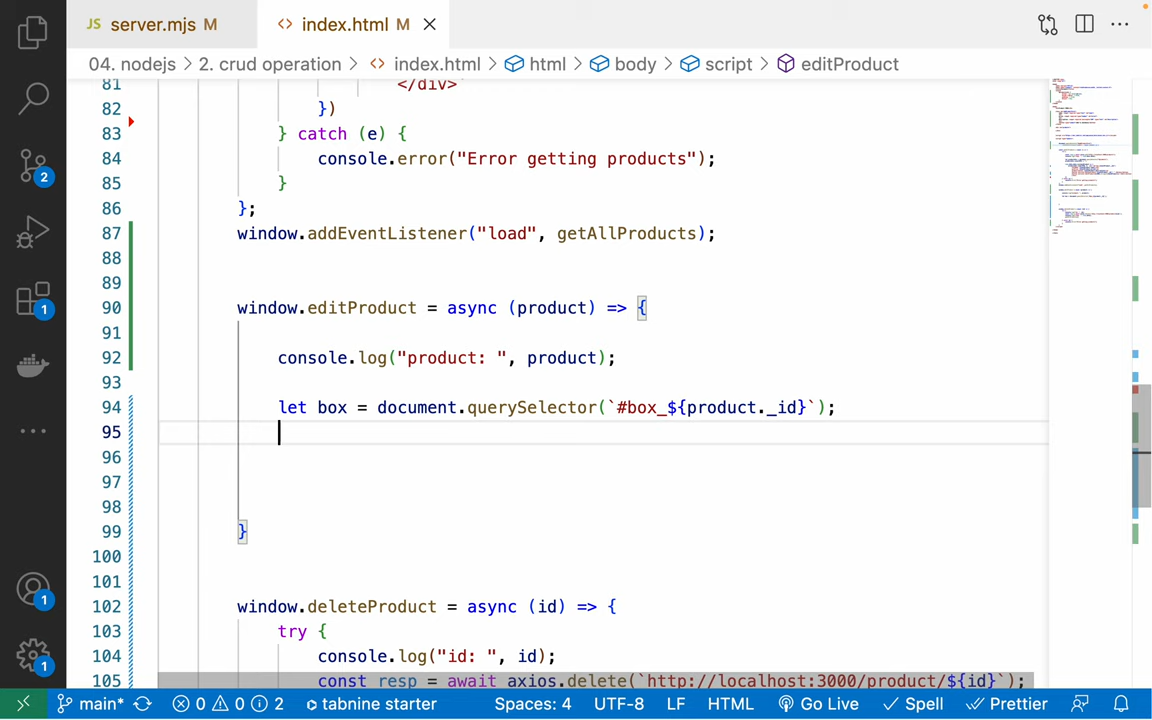 JS server.mjs M
<> index.html M ×
04. nodejs > 2. crud operation > <> index.html > html > body > script > editProduct
81 </div>`
82 })
83 } catch (e) {
84 console.error("Error getting products");
85 }
86 };
87 window.addEventListener("load", getAllProducts);
88
89
90 window.editProduct = async (product) => {
91
92 console.log("product: ", product);
93
94 let box = document.querySelector(`#box_${product._id}`);
95
96
97
98
99 }
100
101
102 window.deleteProduct = async (id) => {
103 try {
104 console.log("id: ", id);
105 const resp = await axios.delete(`http://localhost:3000/product/${id}`);
2
1
1
1
main* 0 0 2 tabnine starter Spaces: 4 UTF-8 LF HTML Go Live Spell Prettier